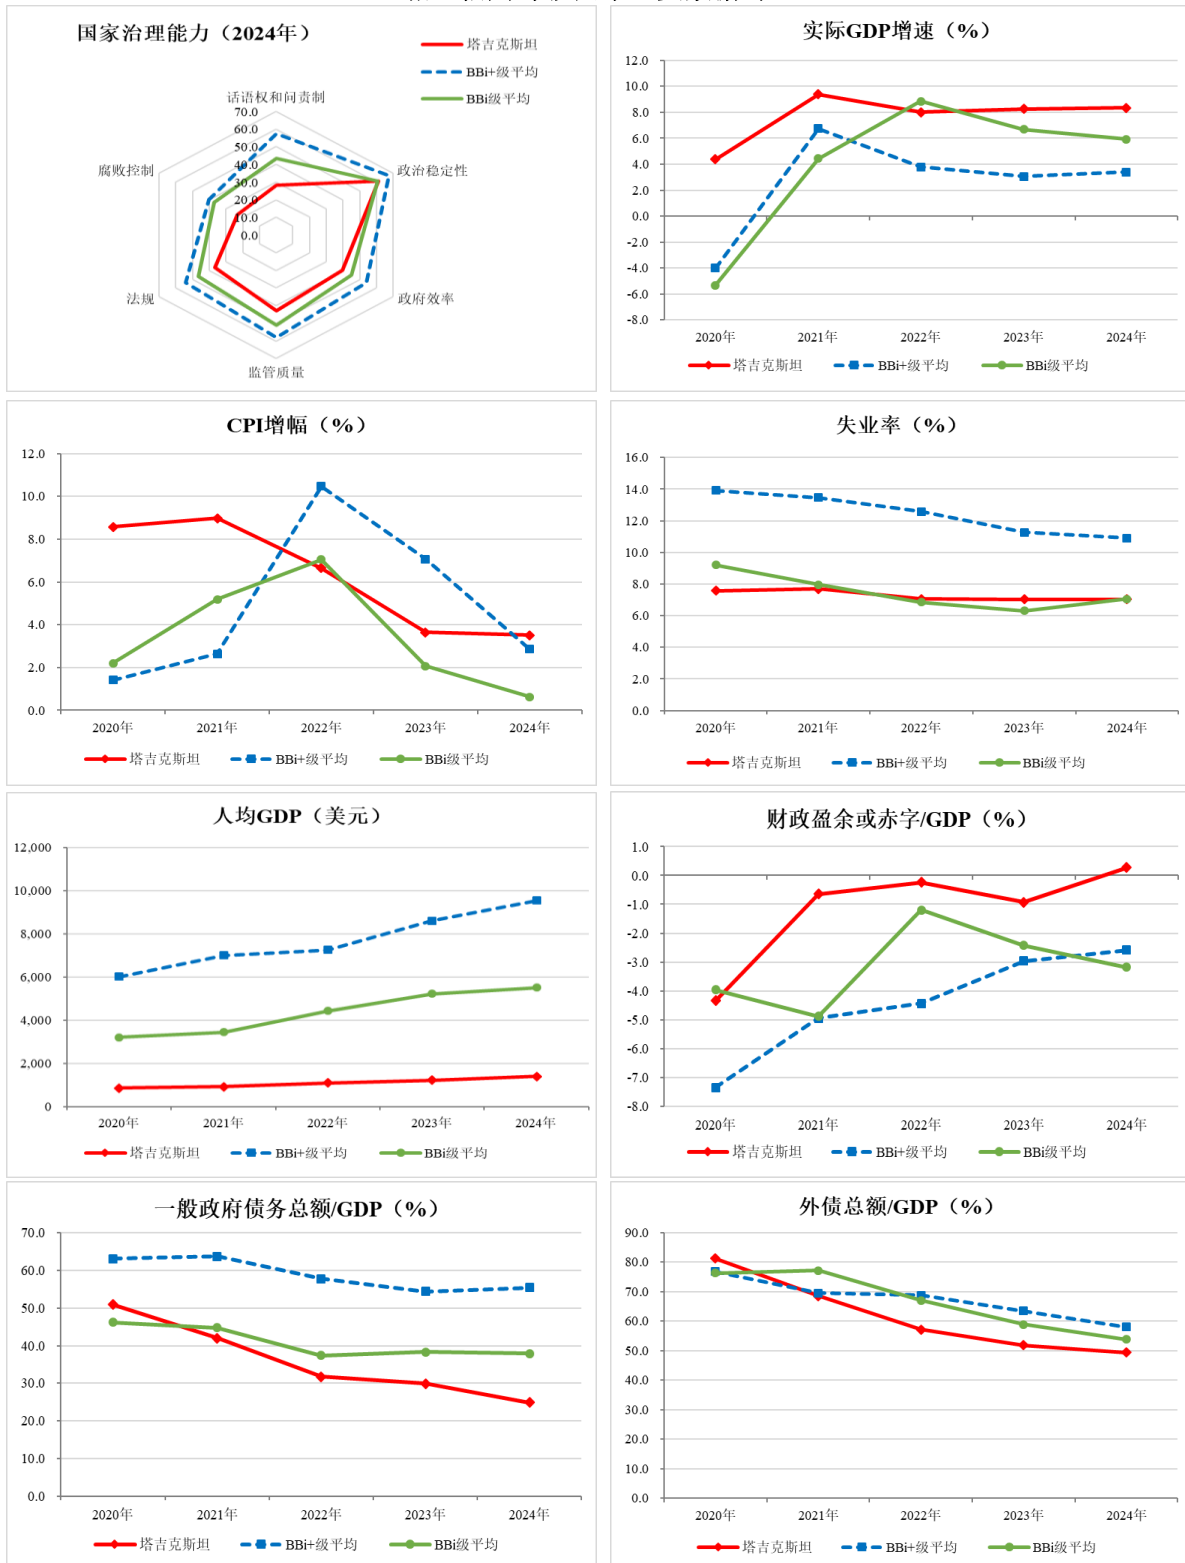 国家治理能力（2024年）
塔吉克斯坦
BBi+级平均
BBi级平均
话语权和问责制
70.0
60.0
50.0
40.0
30.0
20.0
10.0
0.0
腐败控制
政治稳定性
法规
政府效率
监管质量
实际GDP增速（%）
12.0
10.0
8.0
6.0
4.0
2.0
0.0
-2.0
-4.0
-6.0
-8.0
2020年 2021年 2022年 2023年 2024年
塔吉克斯坦 BBi+级平均 BBi级平均
CPI增幅（%）
12.0
10.0
8.0
6.0
4.0
2.0
0.0
2020年 2021年 2022年 2023年 2024年
塔吉克斯坦 BBi+级平均 BBi级平均
失业率（%）
16.0
14.0
12.0
10.0
8.0
6.0
4.0
2.0
0.0
2020年 2021年 2022年 2023年 2024年
塔吉克斯坦 BBi+级平均 BBi级平均
人均GDP（美元）
12,000
10,000
8,000
6,000
4,000
2,000
0
2020年 2021年 2022年 2023年 2024年
塔吉克斯坦 BBi+级平均 BBi级平均
财政盈余或赤字/GDP（%）
1.0
0.0
-1.0
-2.0
-3.0
-4.0
-5.0
-6.0
-7.0
-8.0
2020年 2021年 2022年 2023年 2024年
塔吉克斯坦 BBi+级平均 BBi级平均
一般政府债务总额/GDP（%）
70.0
60.0
50.0
40.0
30.0
20.0
10.0
0.0
2020年 2021年 2022年 2023年 2024年
塔吉克斯坦 BBi+级平均 BBi级平均
外债总额/GDP（%）
90.0
80.0
70.0
60.0
50.0
40.0
30.0
20.0
10.0
0.0
2020年 2021年 2022年 2023年 2024年
塔吉克斯坦 BBi+级平均 BBi级平均